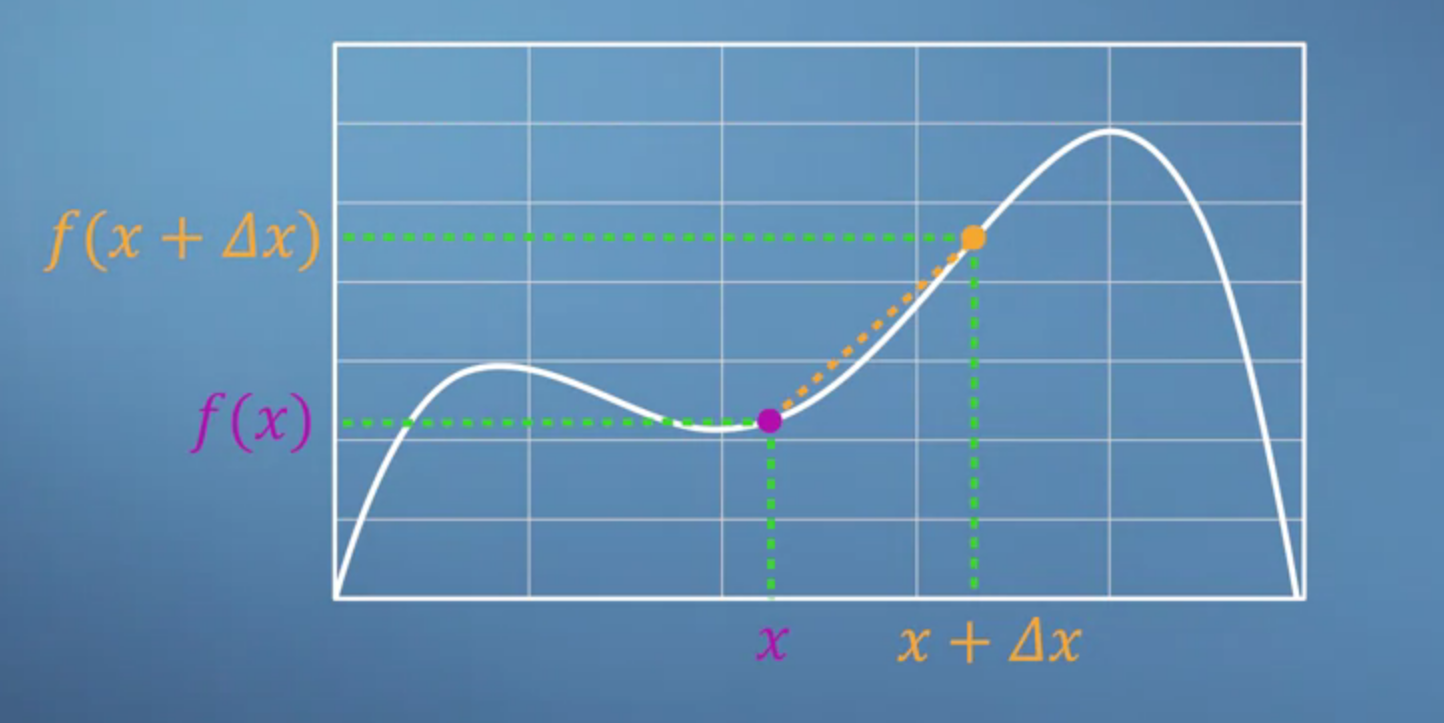 f(x + Δx)
f(x)
x
x + Δx